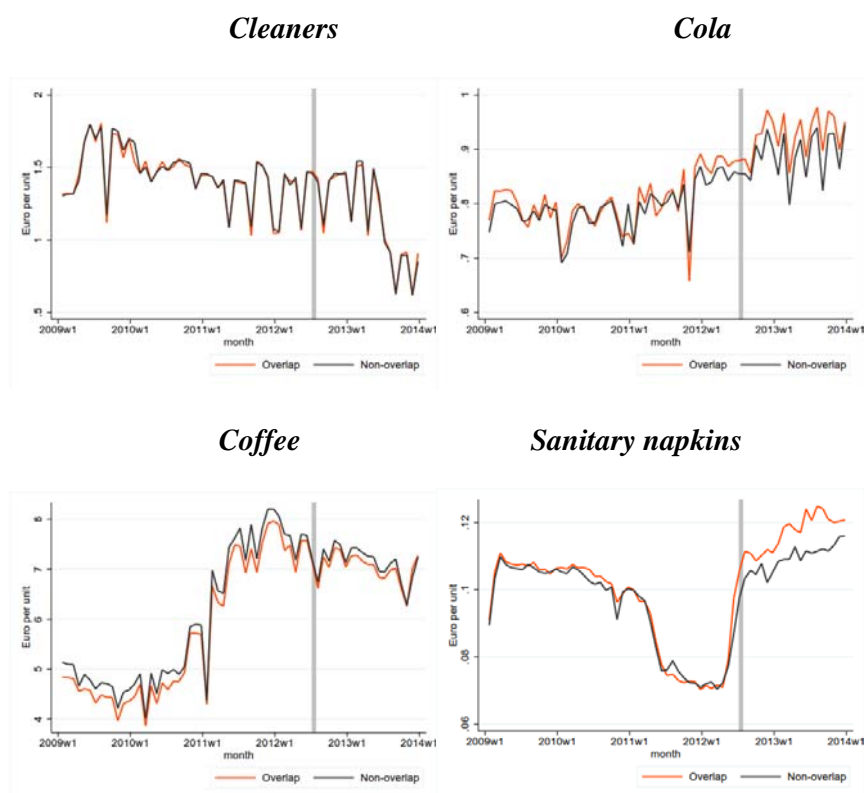 Cleaners
2
1.5
1
.5
Euro per unit
2009w1 2010w1 2011w1 2012w1 2013w1 2014w1
month
Overlap Non-overlap
Cola
1
.9
.8
.7
.6
Euro per unit
2009w1 2010w1 2011w1 2012w1 2013w1 2014w1
month
Overlap Non-overlap
Coffee
8
7
6
5
4
Euro per unit
2009w1 2010w1 2011w1 2012w1 2013w1 2014w1
month
Overlap Non-overlap
Sanitary napkins
.12
.1
.08
.06
Euro per unit
2009w1 2010w1 2011w1 2012w1 2013w1 2014w1
month
Overlap Non-overlap